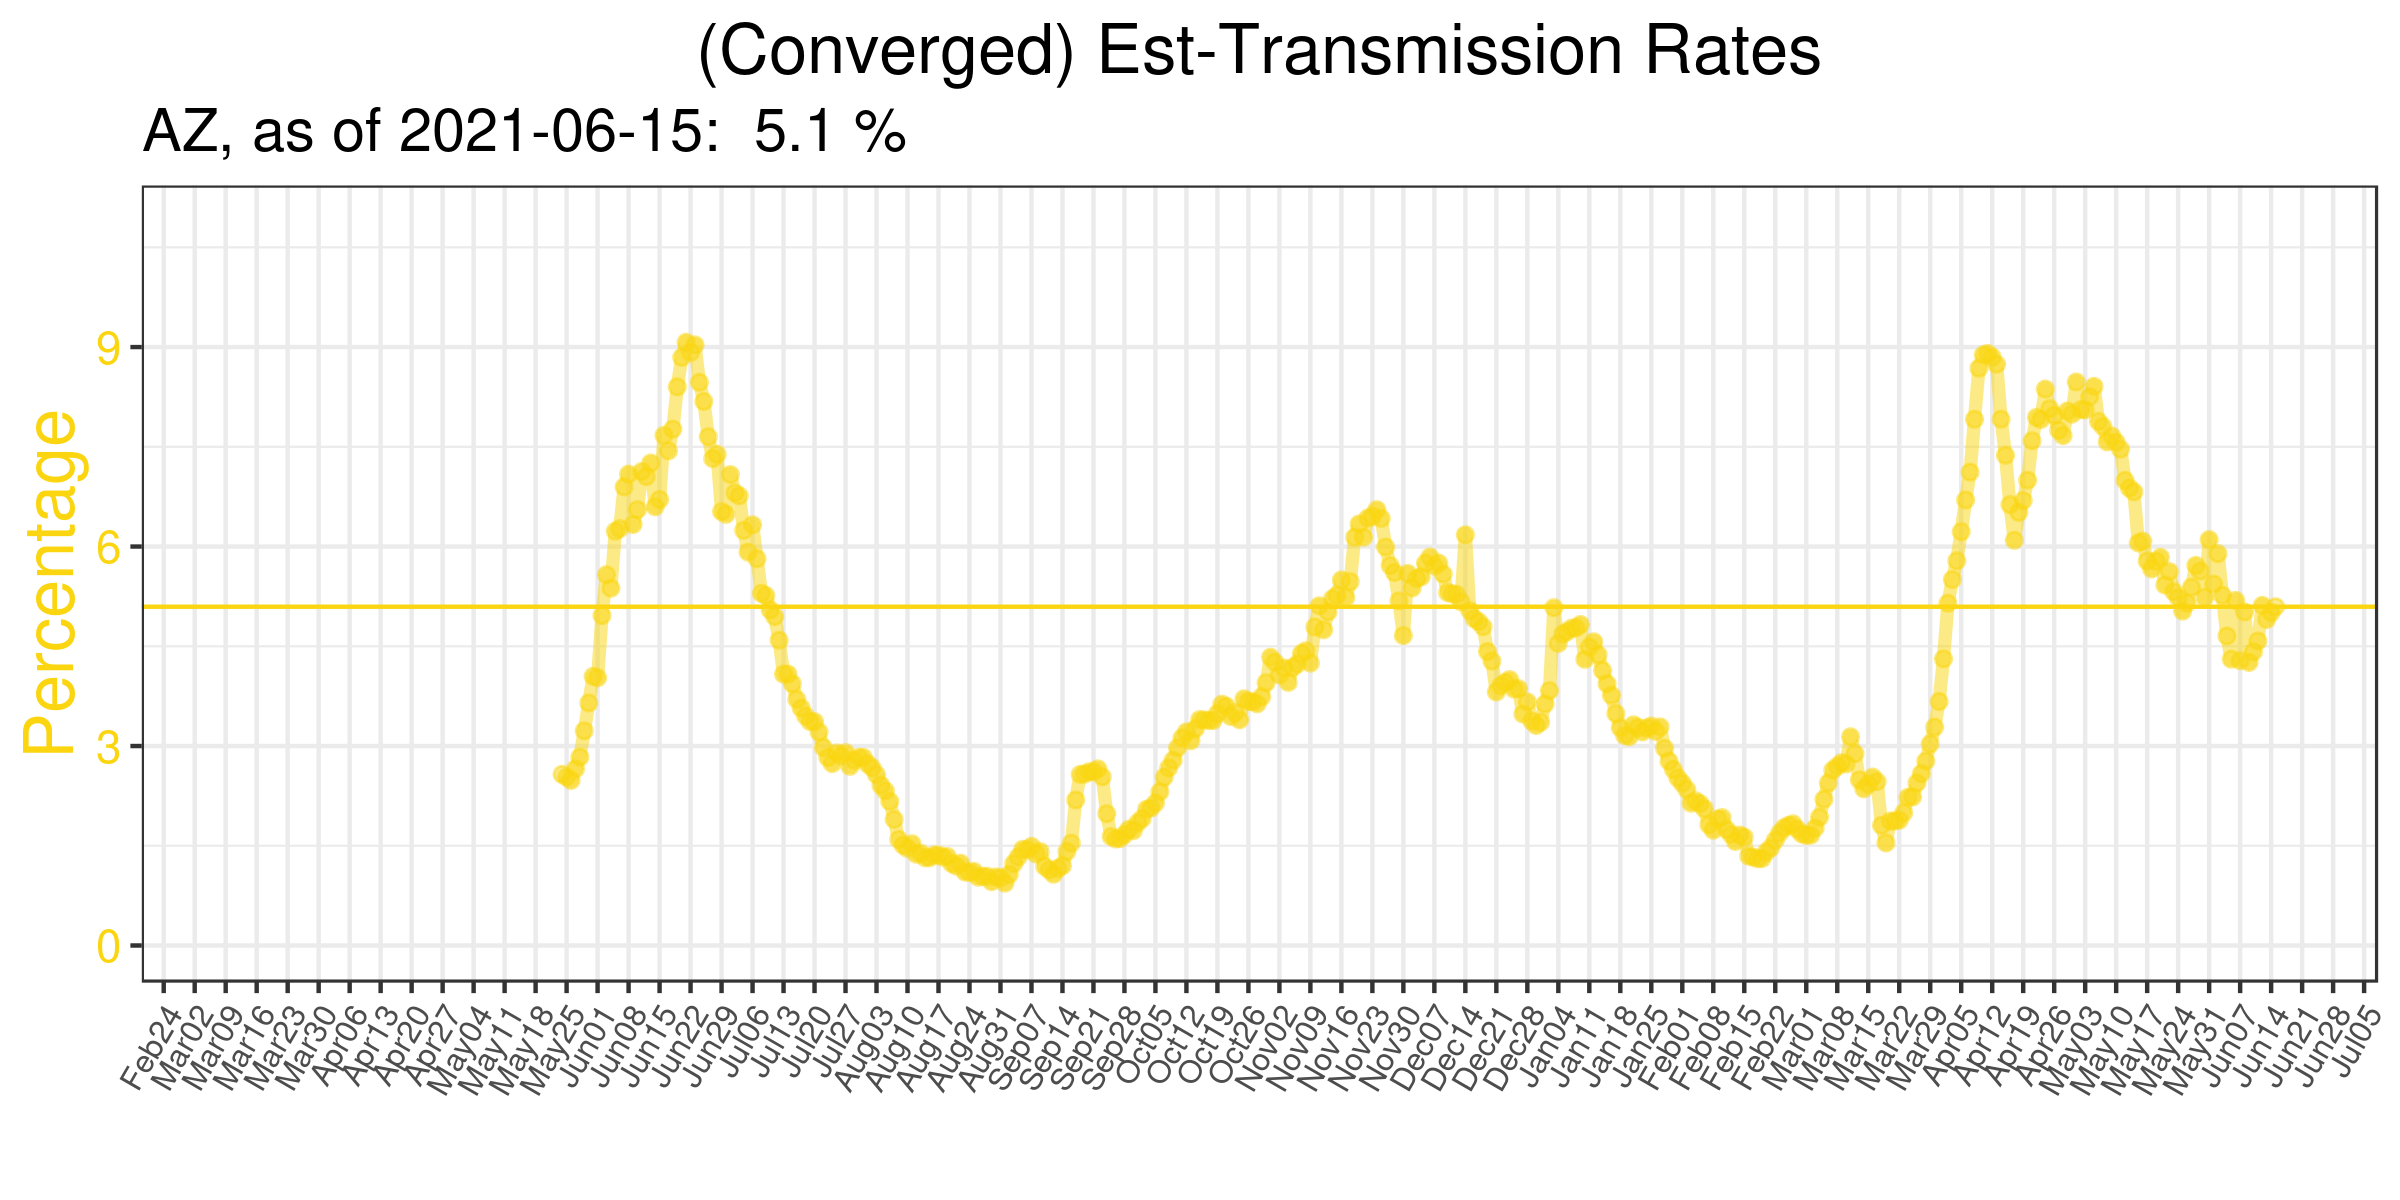 (Converged) Est-Transmission Rates
AZ, as of 2021-06-15: 5.1 %
Percentage
9
6
3
0
Feb24
Mar02
Mar09
Mar16
Mar23
Mar30
Apr06
Apr13
Apr20
Apr27
May04
May11
May18
May25
Jun01
Jun08
Jun15
Jun22
Jun29
Jul06
Jul13
Jul20
Jul27
Aug03
Aug10
Aug17
Aug24
Aug31
Sep07
Sep14
Sep21
Sep28
Oct05
Oct12
Oct19
Oct26
Nov02
Nov09
Nov16
Nov23
Nov30
Dec07
Dec14
Dec21
Dec28
Jan04
Jan11
Jan18
Jan25
Feb01
Feb08
Feb15
Feb22
Mar01
Mar08
Mar15
Mar22
Mar29
Apr05
Apr12
Apr19
Apr26
May03
May10
May17
May24
May31
Jun07
Jun14
Jun21
Jun28
Jul05